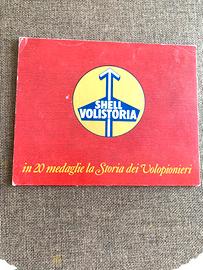 SHELL
VOLISTORIA
in 20 medaglie la Storia dei Volopionieri